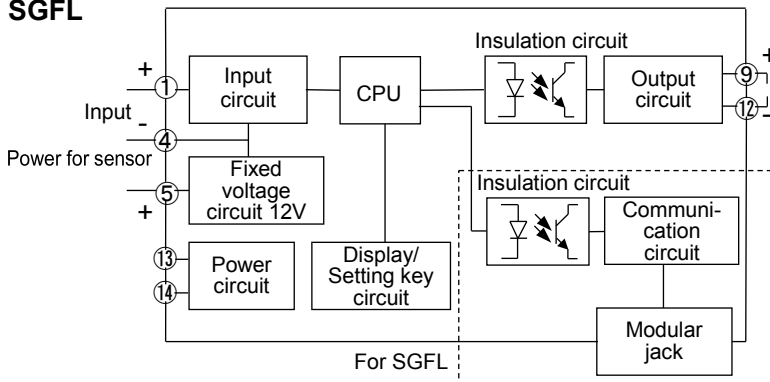 SGFL
Insulation circuit
+
①
Input
circuit
CPU
Output
circuit
⑨
+
Input
-
⑫
-
④
Power for sensor
Fixed
voltage
circuit 12V
⑤
+
Insulation circuit
Communi-
cation
circuit
⑬
⑭
Power
circuit
Display/
Setting key
circuit
Modular
jack
For SGFL